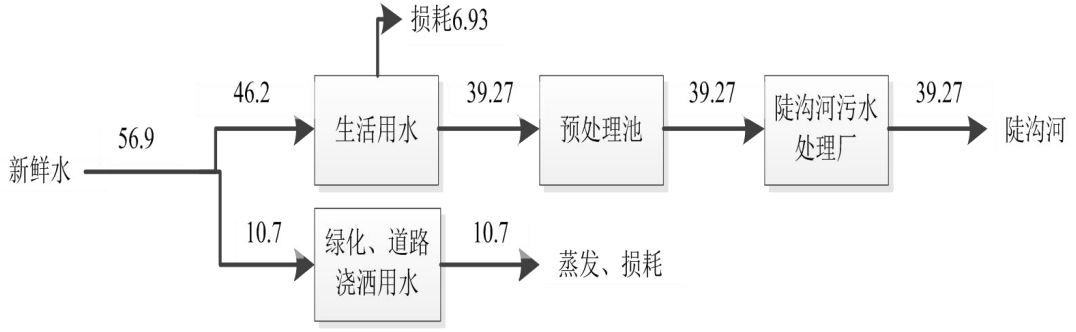 损耗6.93
46.2
39.27
39.27
39.27
生活用水
预处理池
陡沟河污水
处理厂
陡沟河
56.9
新鲜水
10.7
10.7
绿化、道路
浇洒用水
蒸发、损耗